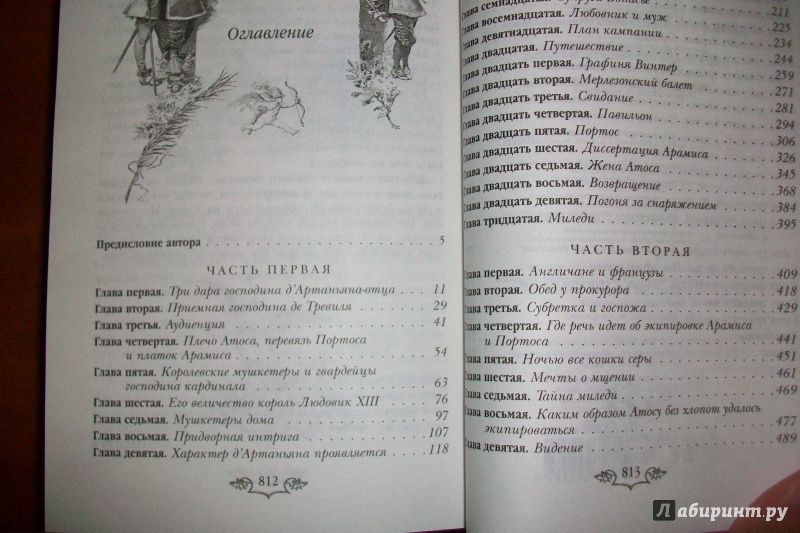 Оглавление
Предисловие автора . . . . . . . . . . . . . . . . . . . . . . 5
ЧАСТЬ ПЕРВАЯ
Глава первая. Три дара господина д'Артаньяна-отца . . . . 11
Глава вторая. Приемная господина де Тревиля . . . . . . . 29
Глава третья. Аудиенция . . . . . . . . . . . . . . . . . . . 41
Глава четвертая. Плечо Атоса, перевязь Портоса
и платок Арамиса . . . . . . . . . . . . . . . . . . . . . . 54
Глава пятая. Королевские мушкетеры и гвардейцы
господина кардинала . . . . . . . . . . . . . . . . . . . . 63
Глава шестая. Его величество король Людовик XIII . . . . . 76
Глава седьмая. Мушкетеры дома . . . . . . . . . . . . . . . 97
Глава восьмая. Придворная интрига . . . . . . . . . . . . 107
Глава девятая. Характер д'Артаньяна проявляется . . . . . 118
812
Глава семнадцатая. . . . . 211
Глава восемнадцатая. Любовник и муж . . . . . . . . . . . 225
Глава девятнадцатая. План кампании . . . . . . . . . . . . 234
Глава двадцатая. Путешествие . . . . . . . . . . . . . . . 244
Глава двадцать первая. Графиня Винтер . . . . . . . . . . 259
Глава двадцать вторая. Мерлезонский балет . . . . . . . . 271
Глава двадцать третья. Свидание . . . . . . . . . . . . . . 281
Глава двадцать четвертая. Павильон . . . . . . . . . . . . 294
Глава двадцать пятая. Портос . . . . . . . . . . . . . . . 306
Глава двадцать шестая. Диссертация Арамиса . . . . . . . 326
Глава двадцать седьмая. Жена Атоса . . . . . . . . . . . . 345
Глава двадцать восьмая. Возвращение . . . . . . . . . . . 368
Глава двадцать девятая. Погоня за снаряжением . . . . . . 384
Глава тридцатая. Миледи . . . . . . . . . . . . . . . . . . 395
ЧАСТЬ ВТОРАЯ
Глава первая. Англичане и французы . . . . . . . . . . . . 409
Глава вторая. Обед у прокурора . . . . . . . . . . . . . . 418
Глава третья. Субретка и госпожа . . . . . . . . . . . . . 429
Глава четвертая. Где речь идет об экипировке Арамиса
и Портоса . . . . . . . . . . . . . . . . . . . . . . . . . 441
Глава пятая. Ночью все кошки серы . . . . . . . . . . . . 451
Глава шестая. Мечты о мщении . . . . . . . . . . . . . . . 461
Глава седьмая. Тайна миледи . . . . . . . . . . . . . . . . 469
Глава восьмая. Каким образом Атосу без хлопот удалось
экипироваться . . . . . . . . . . . . . . . . . . . . . . . 477
Глава девятая. Видение . . . . . . . . . . . . . . . . . . . 489
813
Лабиринт.ру